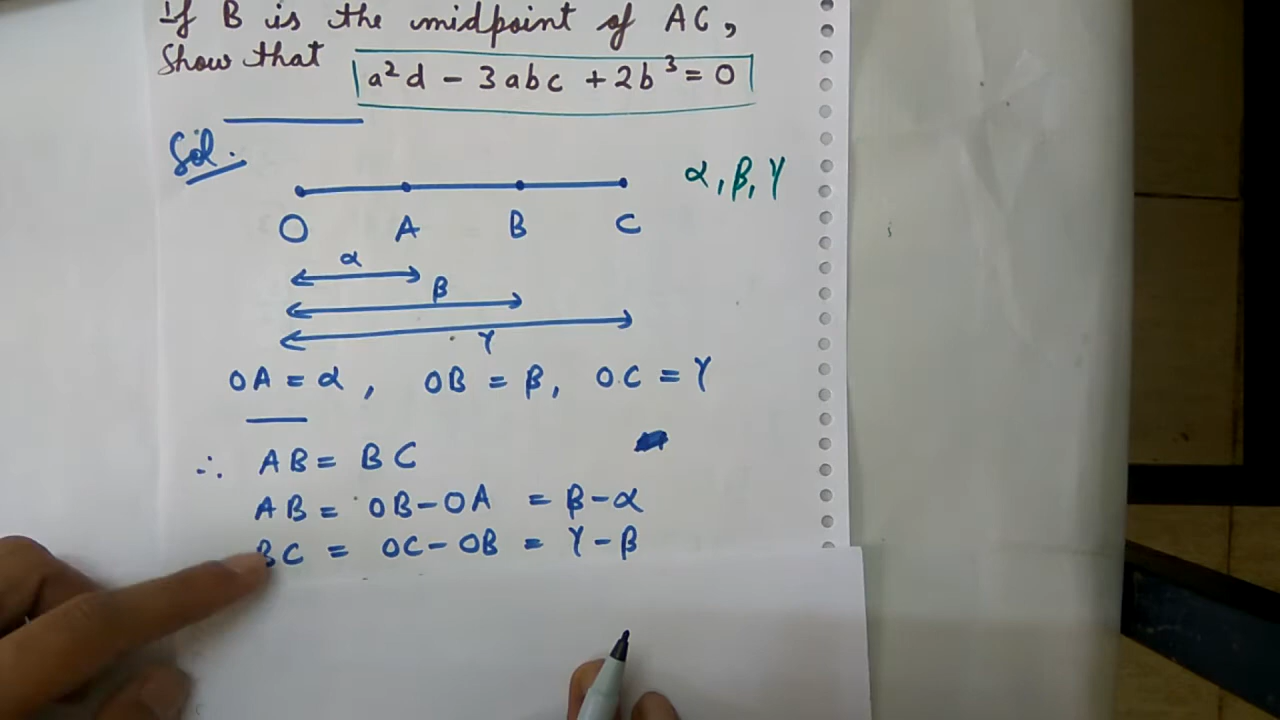 If B is the midpoint of AC,
Show that a²d - 3abc + 2b³ = 0
Sol.
α, β, γ
O A B C
α
β
γ
OA = α, OB = β, OC = γ
∴ AB = BC
AB = OB - OA = β - α
BC = OC - OB = γ - β